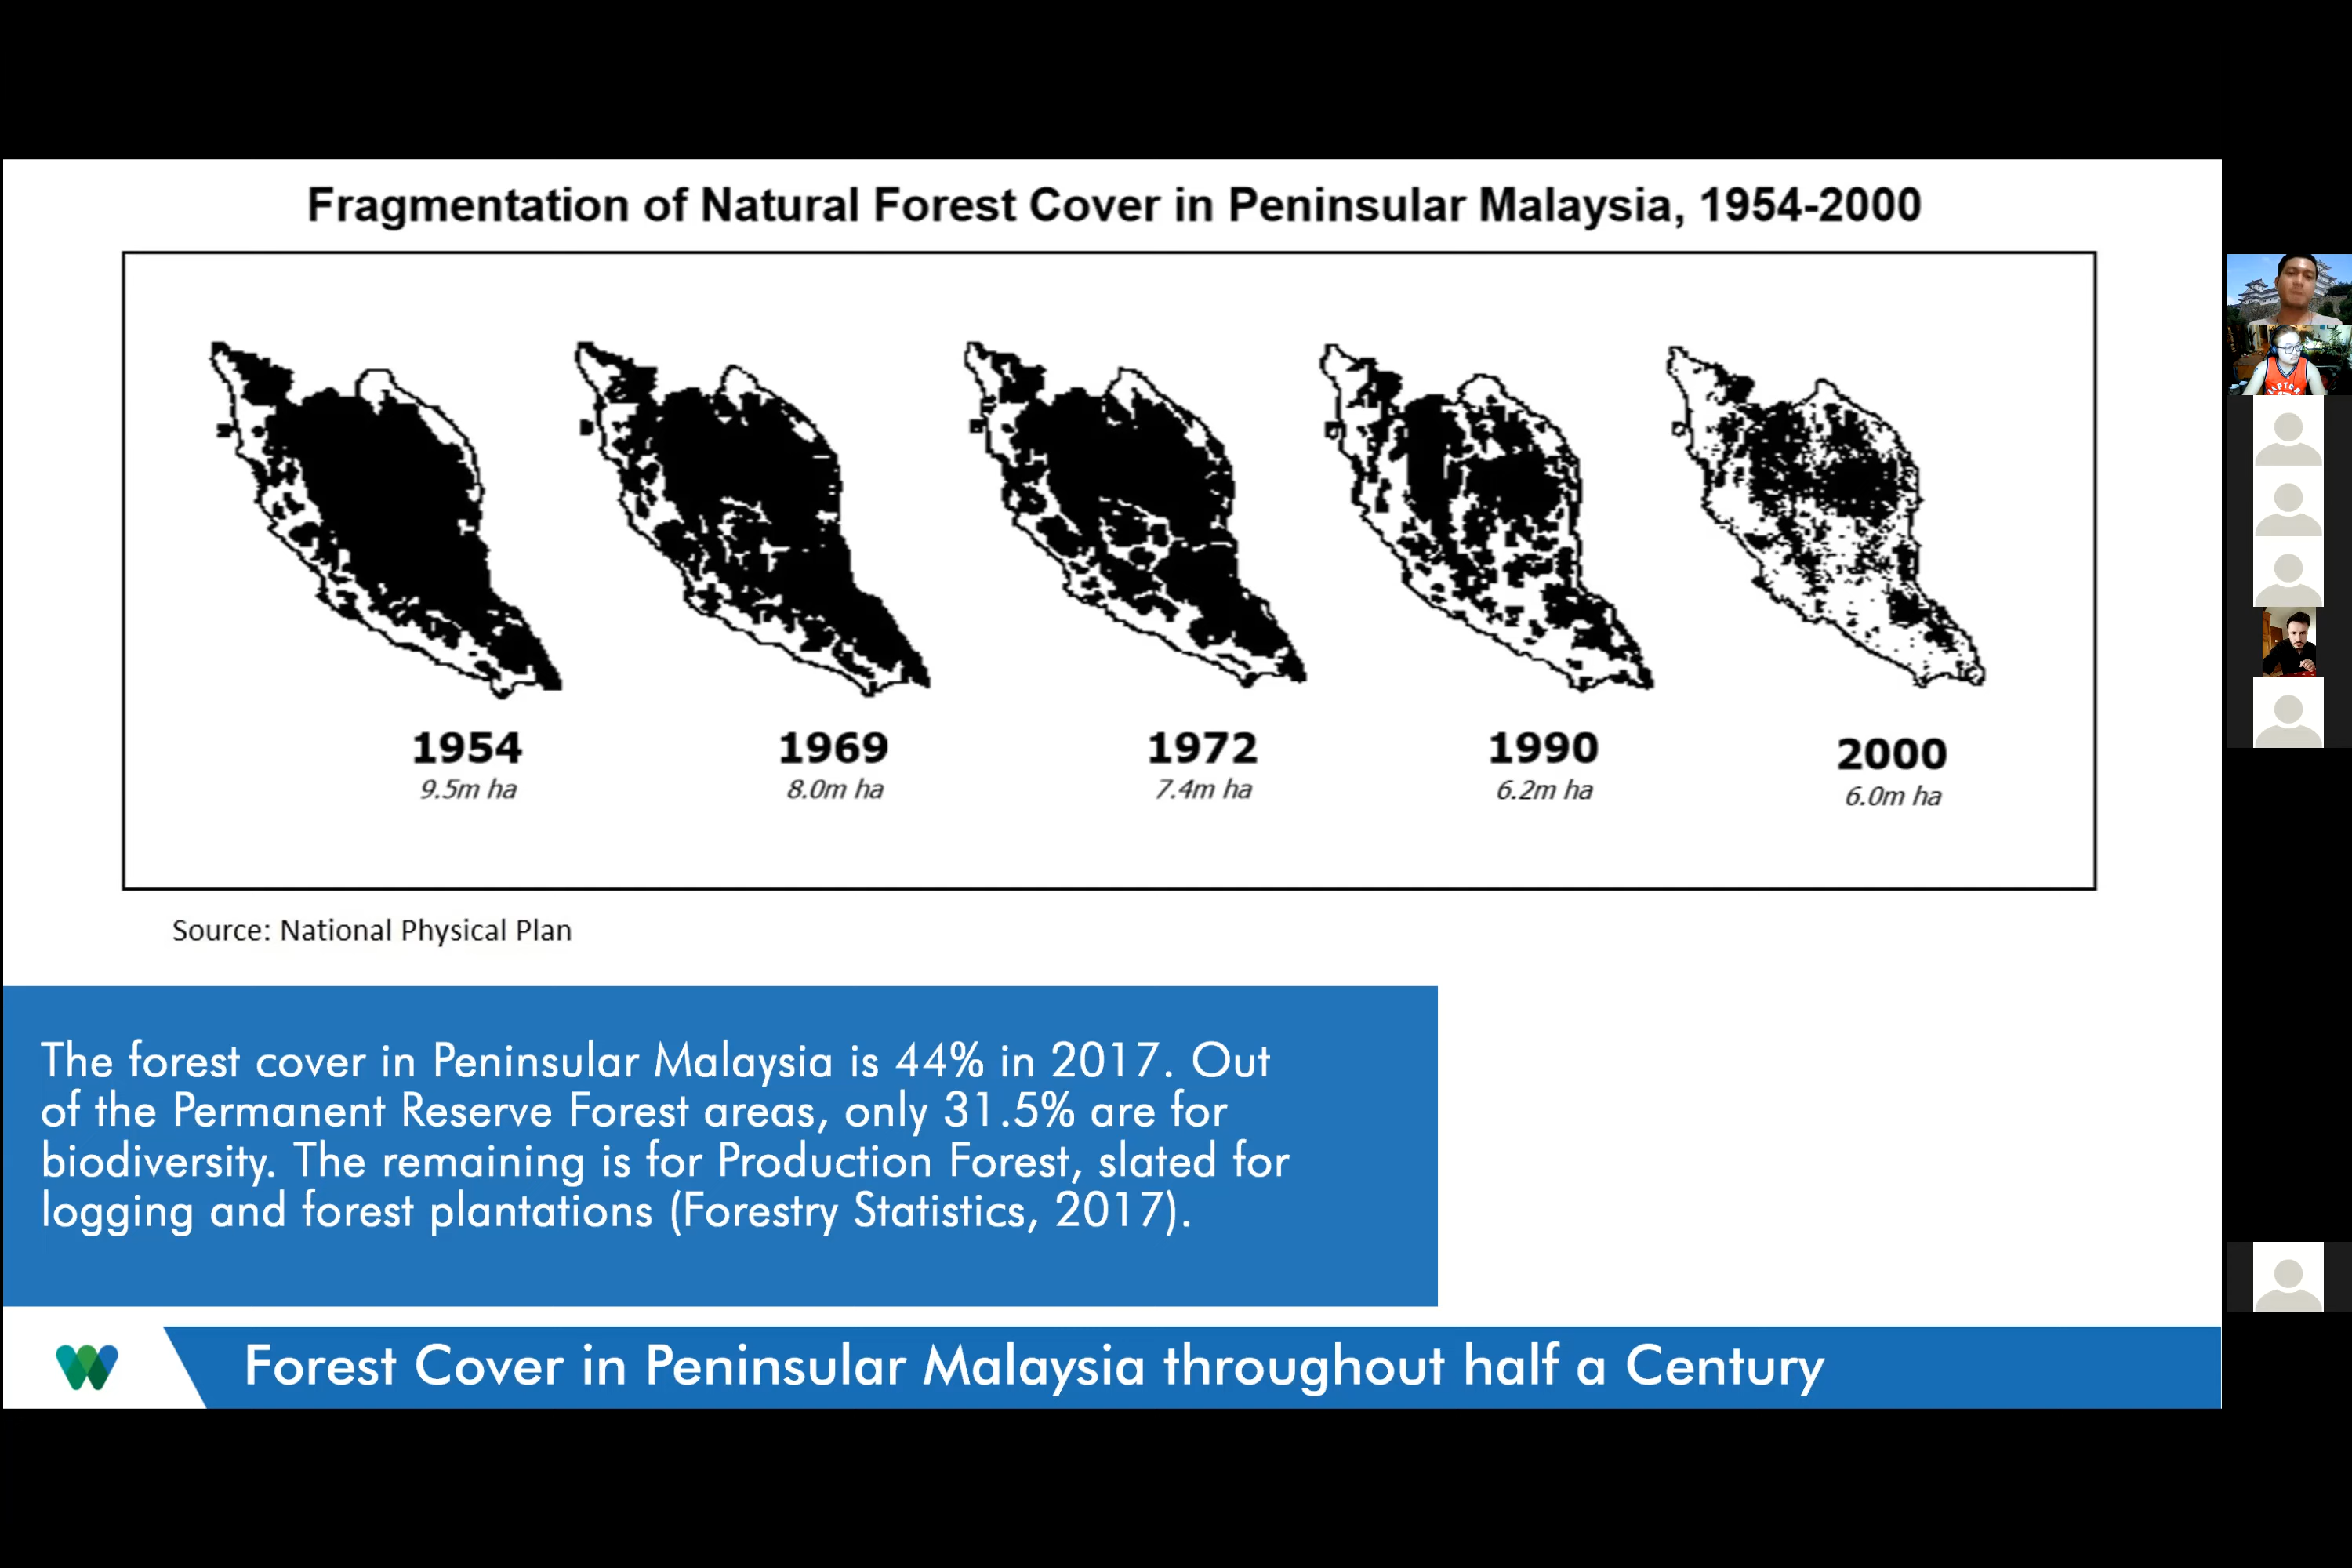 Fragmentation of Natural Forest Cover in Peninsular Malaysia, 1954-2000
1954
9.5m ha
1969
8.0m ha
1972
7.4m ha
1990
6.2m ha
2000
6.0m ha
Source: National Physical Plan
The forest cover in Peninsular Malaysia is 44% in 2017. Out
of the Permanent Reserve Forest areas, only 31.5% are for
biodiversity. The remaining is for Production Forest, slated for
logging and forest plantations (Forestry Statistics, 2017).
Forest Cover in Peninsular Malaysia throughout half a Century